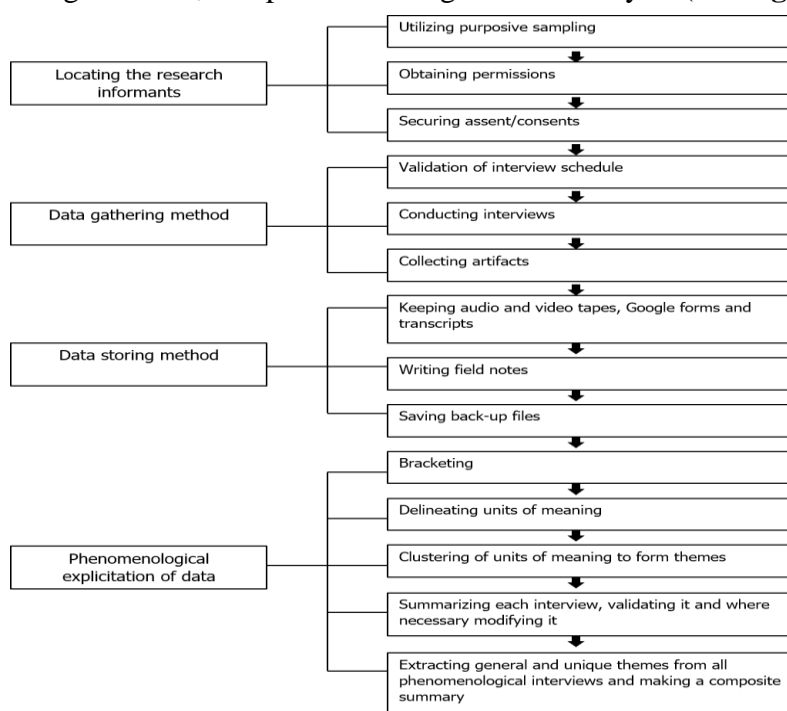 Utilizing purposive sampling
Locating the research
informants
Obtaining permissions
Securing assent/consents
Validation of interview schedule
Data gathering method
Conducting interviews
Collecting artifacts
Keeping audio and video tapes, Google forms and
transcripts
Data storing method
Writing field notes
Saving back-up files
Bracketing
Delineating units of meaning
Phenomenological
explicitation of data
Clustering of units of meaning to form themes
Summarizing each interview, validating it and where
necessary modifying it
Extracting general and unique themes from all
phenomenological interviews and making a composite
summary